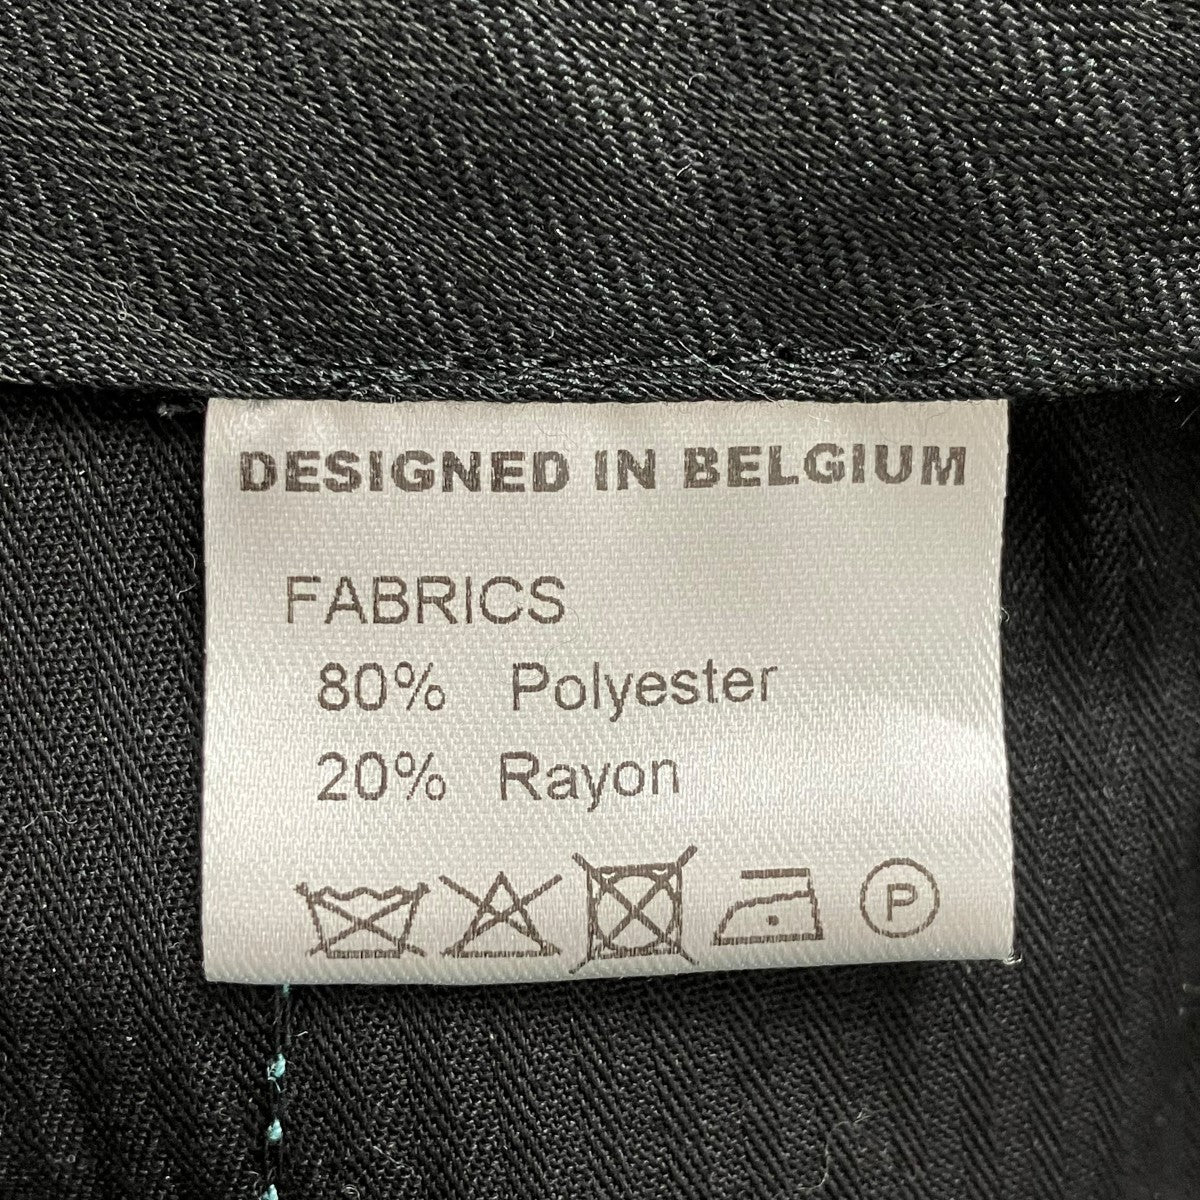 DESIGNED IN BELGIUM
FABRICS
80% Polyester
20% Rayon
P